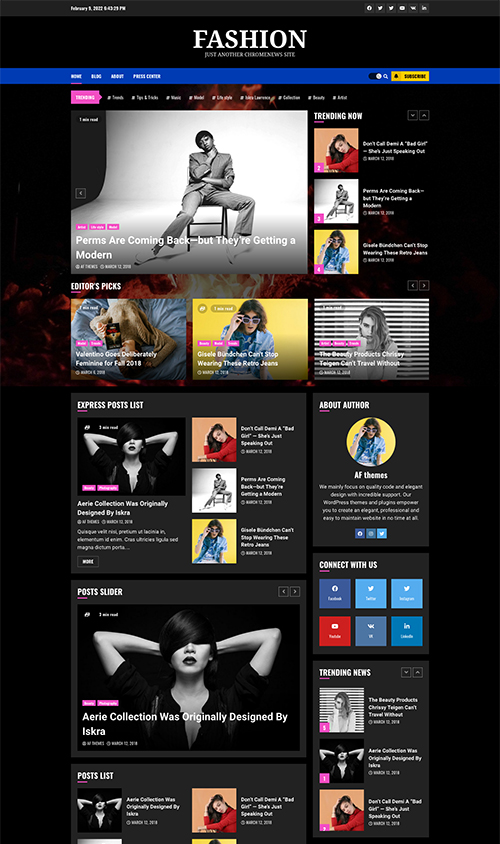 February 9, 2022 6:43:29 PM
FASHION
JUST ANOTHER CHROMENEWS SITE
HOME BLOG ABOUT PRESS CENTER
SUBSCRIBE
TRENDING # Trends # Tips & Tricks # Music # Model # Life style # Lawrence # Collection # Beauty # Artist
1 min read
Artist Life style Model
Perms Are Coming Back—but They're Getting a
Modern
AF THEMES MARCH 12, 2018
TRENDING NOW
2
Don't Call Demi A "Bad Girl"
— She's Just Speaking Out
MARCH 12, 2018
3
Perms Are Coming Back—
but They're Getting a
Modern
MARCH 12, 2018
4
Gisele Bündchen Can't Stop
Wearing These Retro Jeans
MARCH 12, 2018
EDITOR'S PICKS
min read
Model Trends
Valentino Goes Deliberately
Feminine for Fall 2018
MARCH 9, 2018
1 min read
Beauty Model Trends
Gisele Bündchen Can't Stop
Wearing These Retro Jeans
MARCH 12, 2018
min read
Artist Beauty Trends
The Beauty Products Chrissy
Teigen Can't Travel Without
MARCH 12, 2018
EXPRESS POSTS LIST
3 min read
Beauty Photography
Aerie Collection Was Originally
Designed By Iskra
AF THEMES MARCH 12, 2018
Quisque velit nisi, pretium ut lacinia in,
elementum id enim. Cras ultricies ligula sed
magna dictum porta....
MORE
Don't Call Demi A "Bad
Girl" — She's Just
Speaking Out
MARCH 12, 2018
Perms Are Coming
Back—but They're
Getting a Modern
MARCH 12, 2018
Gisele Bündchen Can't
Stop Wearing These
Retro Jeans
MARCH 12, 2018
ABOUT AUTHOR
AF themes
We mainly focus on quality code and elegant
design with incredible support. Our
WordPress themes and plugins empower
you to create an elegant, professional and
easy to maintain website in no time at all.
CONNECT WITH US
Facebook Twitter Instagram
Youtube VK LinkedIn
POSTS SLIDER
3 min read
Beauty Photography
Aerie Collection Was Originally Designed By
Iskra
AF THEMES MARCH 12, 2018
TRENDING NEWS
5
The Beauty Products
Chrissy Teigen Can't
Travel Without
MARCH 12, 2018
1
Aerie Collection Was
Originally Designed By
Iskra
MARCH 12, 2018
2
Don't Call Demi A "Bad
Girl" — She's Just
Speaking Out
MARCH 12, 2018
POSTS LIST
Aerie Collection Was
Originally Designed By
Iskra
MARCH 12, 2018
Don't Call Demi A "Bad
Girl" — She's Just
Speaking Out
MARCH 12, 2018